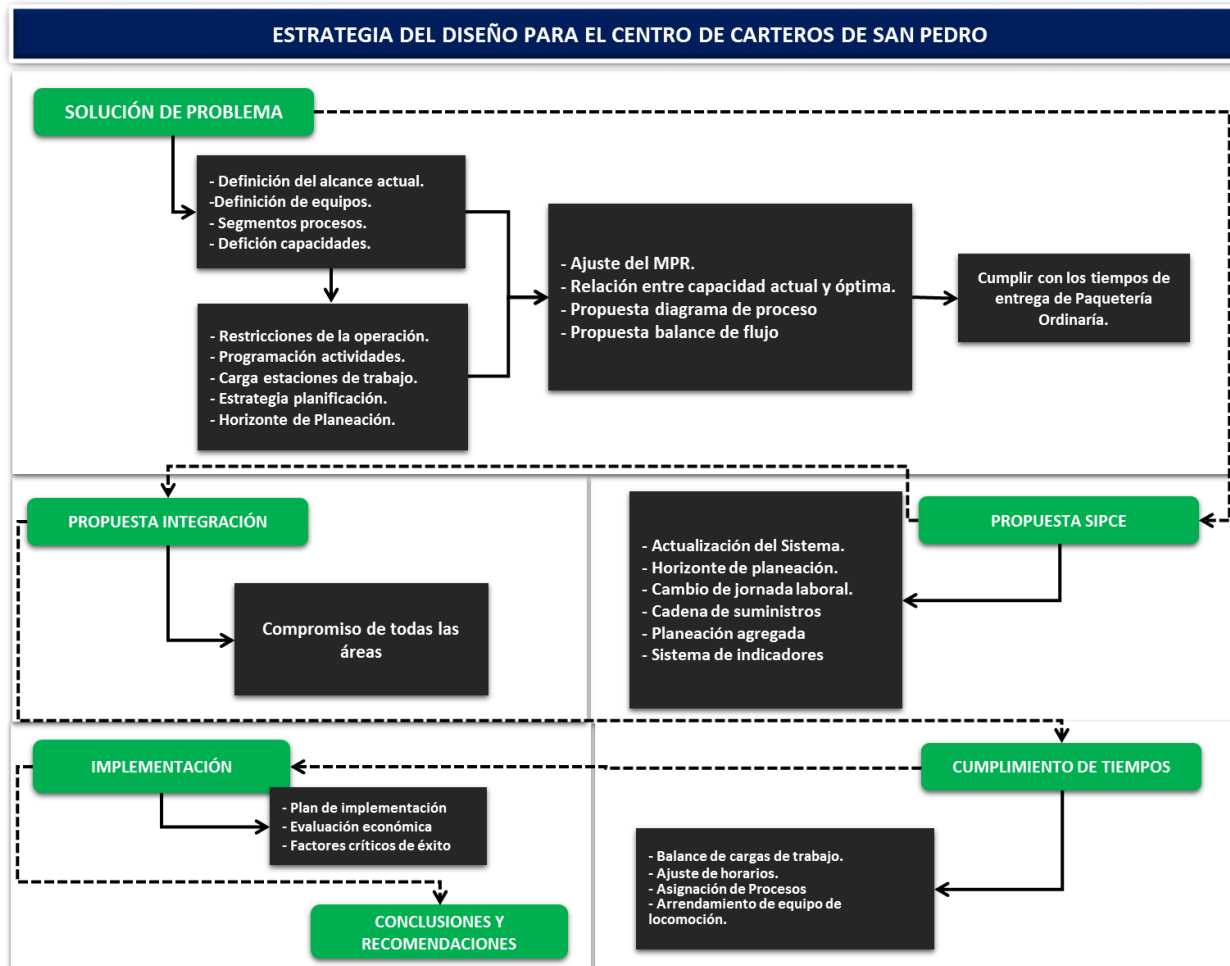 ESTRATEGIA DEL DISEÑO PARA EL CENTRO DE CARTEROS DE SAN PEDRO
SOLUCIÓN DE PROBLEMA
- Definición del alcance actual.
-Definición de equipos.
- Segmentos procesos.
- Defición capacidades.
- Restricciones de la operación.
- Programación actividades.
- Carga estaciones de trabajo.
- Estrategia planificación.
- Horizonte de Planeación.
- Ajuste del MPR.
- Relación entre capacidad actual y óptima.
- Propuesta diagrama de proceso
- Propuesta balance de flujo
Cumplir con los tiempos de
entrega de Paquetería
Ordinaría.
PROPUESTA SIPCE
- Actualización del Sistema.
- Horizonte de planeación.
- Cambio de jornada laboral.
- Cadena de suministros
- Planeación agregada
- Sistema de indicadores
PROPUESTA INTEGRACIÓN
Compromiso de todas las
áreas
CUMPLIMIENTO DE TIEMPOS
- Balance de cargas de trabajo.
- Ajuste de horarios.
- Asignación de Procesos
- Arrendamiento de equipo de
locomoción.
IMPLEMENTACIÓN
- Plan de implementación
- Evaluación económica
- Factores críticos de éxito
CONCLUSIONES Y
RECOMENDACIONES